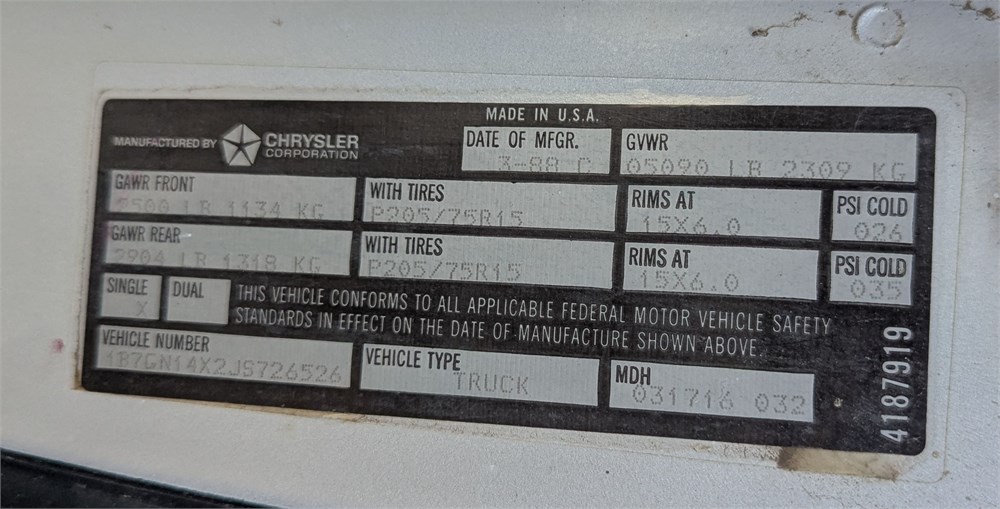 MADE IN U.S.A.
MANUFACTURED BY CHRYSLER CORPORATION
DATE OF MFGR. GVWR
3-88 C 05090 LB 2309 KG
GAWR FRONT WITH TIRES RIMS AT PSI COLD
2500 LB 1134 KG P205/75R15 15X6.0 026
GAWR REAR WITH TIRES RIMS AT PSI COLD
2904 LB 1318 KG P205/75R15 15X6.0 035
SINGLE DUAL
X
THIS VEHICLE CONFORMS TO ALL APPLICABLE FEDERAL MOTOR VEHICLE SAFETY
STANDARDS IN EFFECT ON THE DATE OF MANUFACTURE SHOWN ABOVE.
VEHICLE NUMBER VEHICLE TYPE MDH
1B7GN14X2JS726526 TRUCK 031716 032
4187919